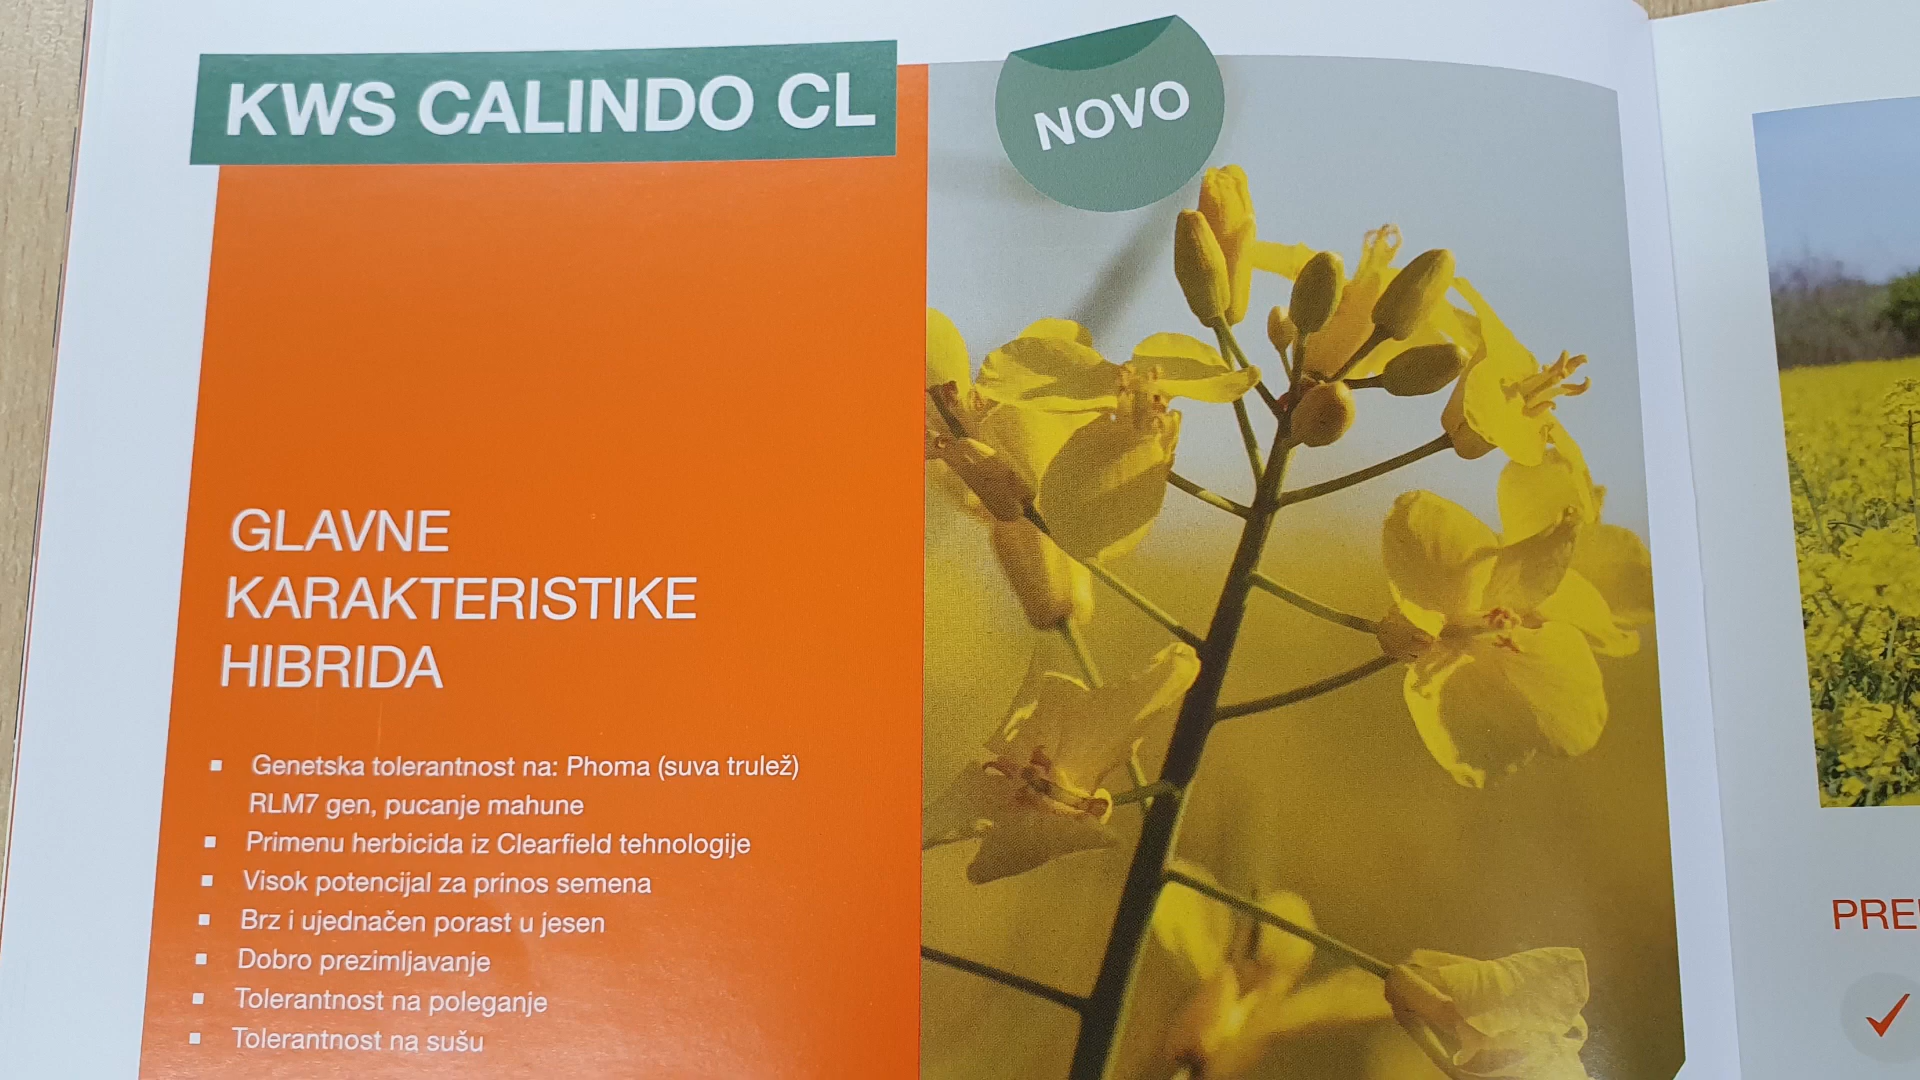 KWS CALINDO CL
NOVO
GLAVNE
KARAKTERISTIKE
HIBRIDA
▪ Genetska tolerantnost na: Phoma (suva trulež)
RLM7 gen, pucanje mahune
▪ Primenu herbicida iz Clearfield tehnologije
▪ Visok potencijal za prinos semena
▪ Brz i ujednačen porast u jesen
▪ Dobro prezimljavanje
▪ Tolerantnost na poleganje
▪ Tolerantnost na sušu